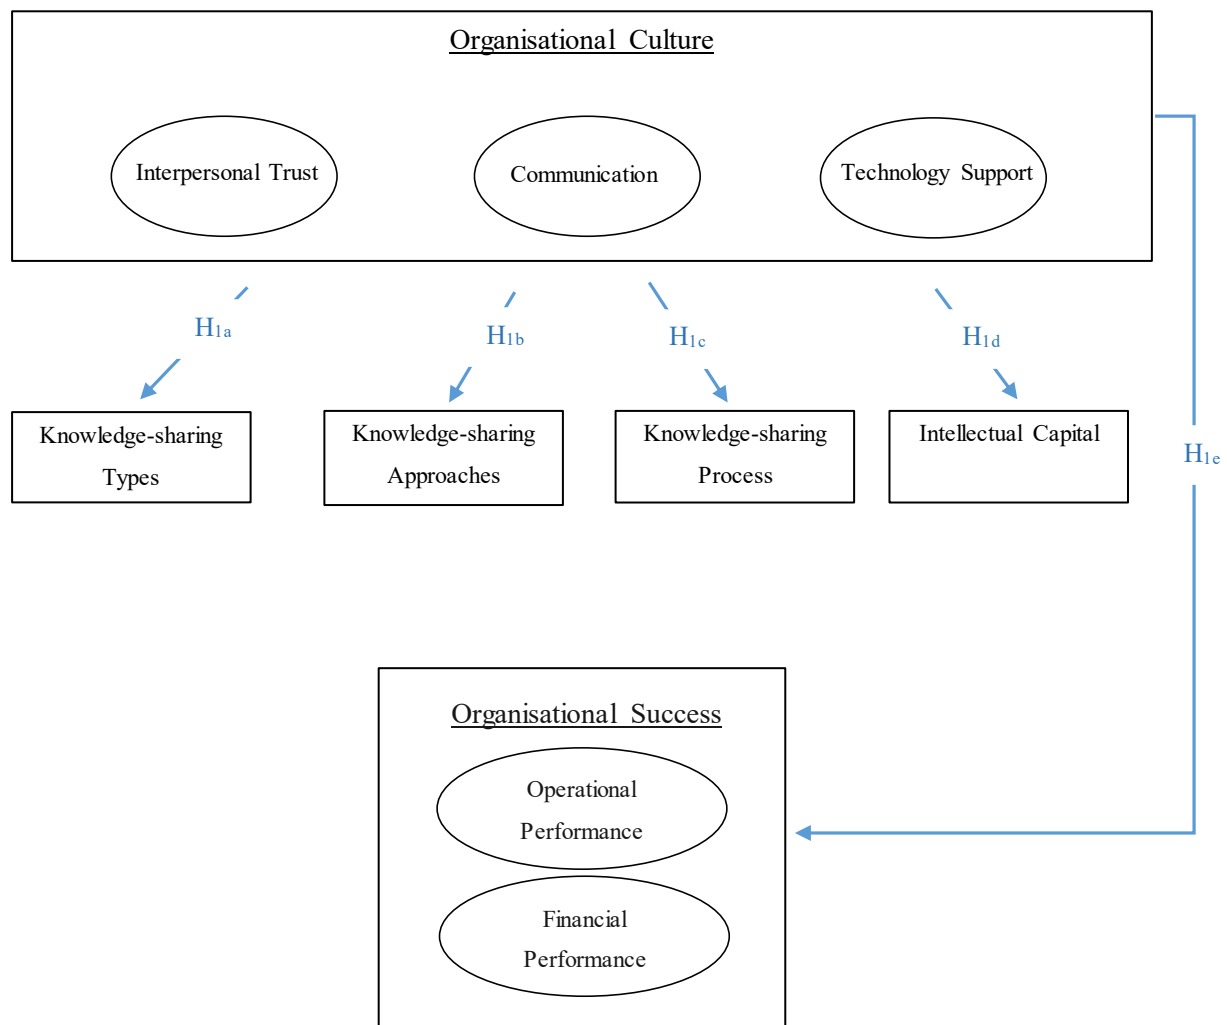 Organisational Culture
Interpersonal Trust
Communication
Technology Support
H1a
H1b
H1c
H1d
Knowledge-sharing
Types
Knowledge-sharing
Approaches
Knowledge-sharing
Process
Intellectual Capital
H1e
Organisational Success
Operational
Performance
Financial
Performance